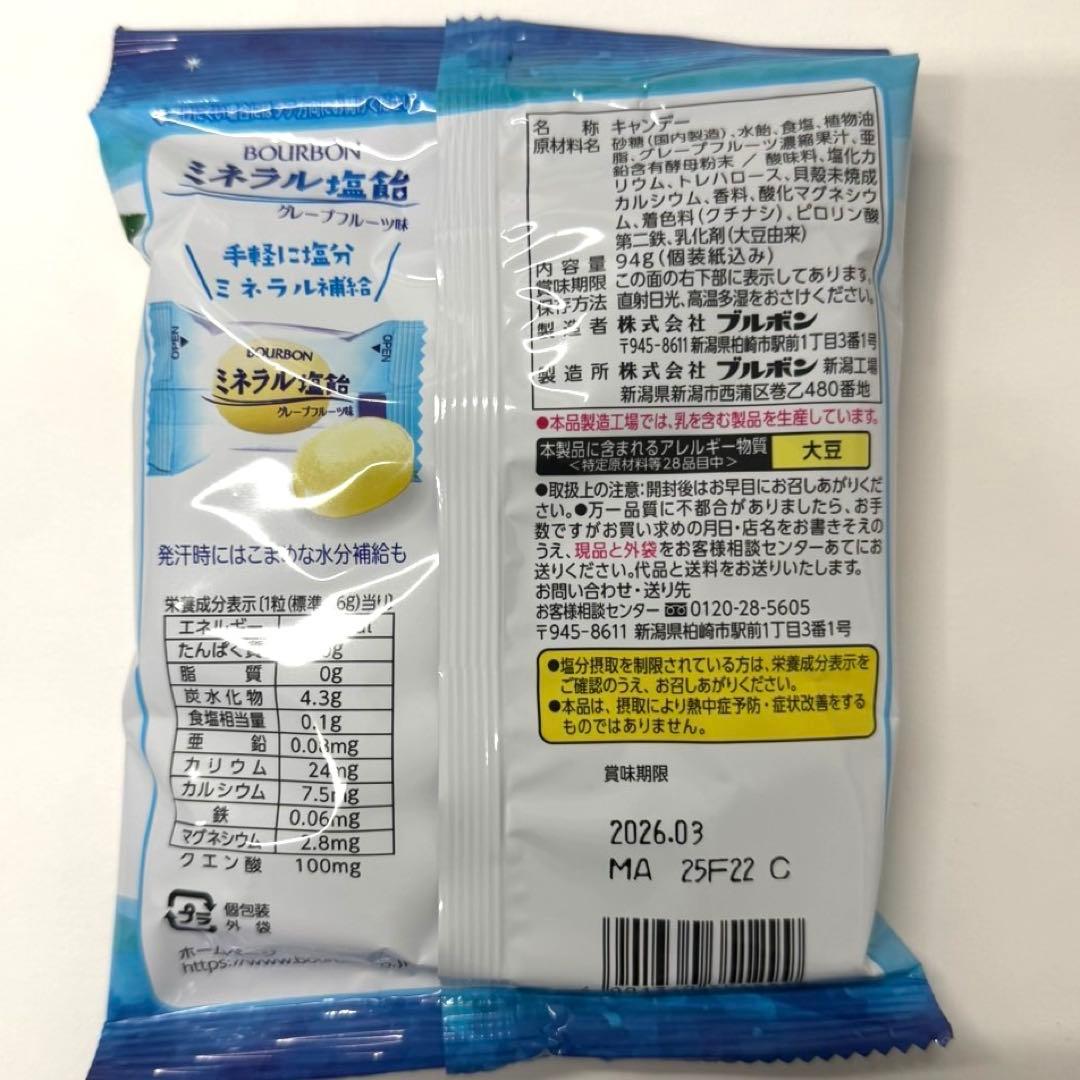 BOURBON
ミネラル塩飴
グレープフルーツ味
手軽に塩分
ミネラル補給
OPEN
OPEN
BOURBON
ミネラル塩飴
グレープフルーツ味
発汗時にはこまめな水分補給も
栄養成分表示(1粒(標準 6g)当り)
エネルギー
たんぱく質 g
脂質 0g
炭水化物 4.3g
食塩相当量 0.1g
亜鉛 0.08mg
カリウム 24mg
カルシウム 7.5mg
鉄 0.06mg
マグネシウム 2.8mg
クエン酸 100mg
プラ 個包装
外袋
ホームページ
名称 キャンデー
原材料名 砂糖(国内製造)、水飴、食塩、植物油
脂、グレープフルーツ濃縮果汁、亜
鉛含有酵母粉末 / 酸味料、塩化カ
リウム、トレハロース、貝殻未焼成
カルシウム、香料、酸化マグネシウ
ム、着色料(クチナシ)、ピロリン酸
第二鉄、乳化剤(大豆由来)
内容量 94g(個装紙込み)
賞味期限 この面の右下部に表示してあります。
保存方法 直射日光、高温多湿をおさけください。
製造者 株式会社 ブルボン
〒945-8611 新潟県柏崎市駅前1丁目3番1号
製造所 株式会社 ブルボン 新潟工場
新潟県新潟市西蒲区巻乙480番地
●本品製造工場では、乳を含む製品を生産しています。
本製品に含まれるアレルギー物質 大豆
<特定原材料等28品目中>
●取扱上の注意:開封後はお早目にお召しあがりくだ
さい。●万一品質に不都合がありましたら、お手
数ですがお買い求めの月日・店名をお書きそえの
うえ、現品と外袋をお客様相談センターあてにお
送りください。代品と送料をお送りいたします。
お問い合わせ・送り先
お客様相談センター 0120-28-5605
〒945-8611 新潟県柏崎市駅前1丁目3番1号
●塩分摂取を制限されている方は、栄養成分表示を
ご確認のうえ、お召しあがりください。
●本品は、摂取により熱中症予防・症状改善をする
ものではありません。
賞味期限
2026.03
MA 25F22 C